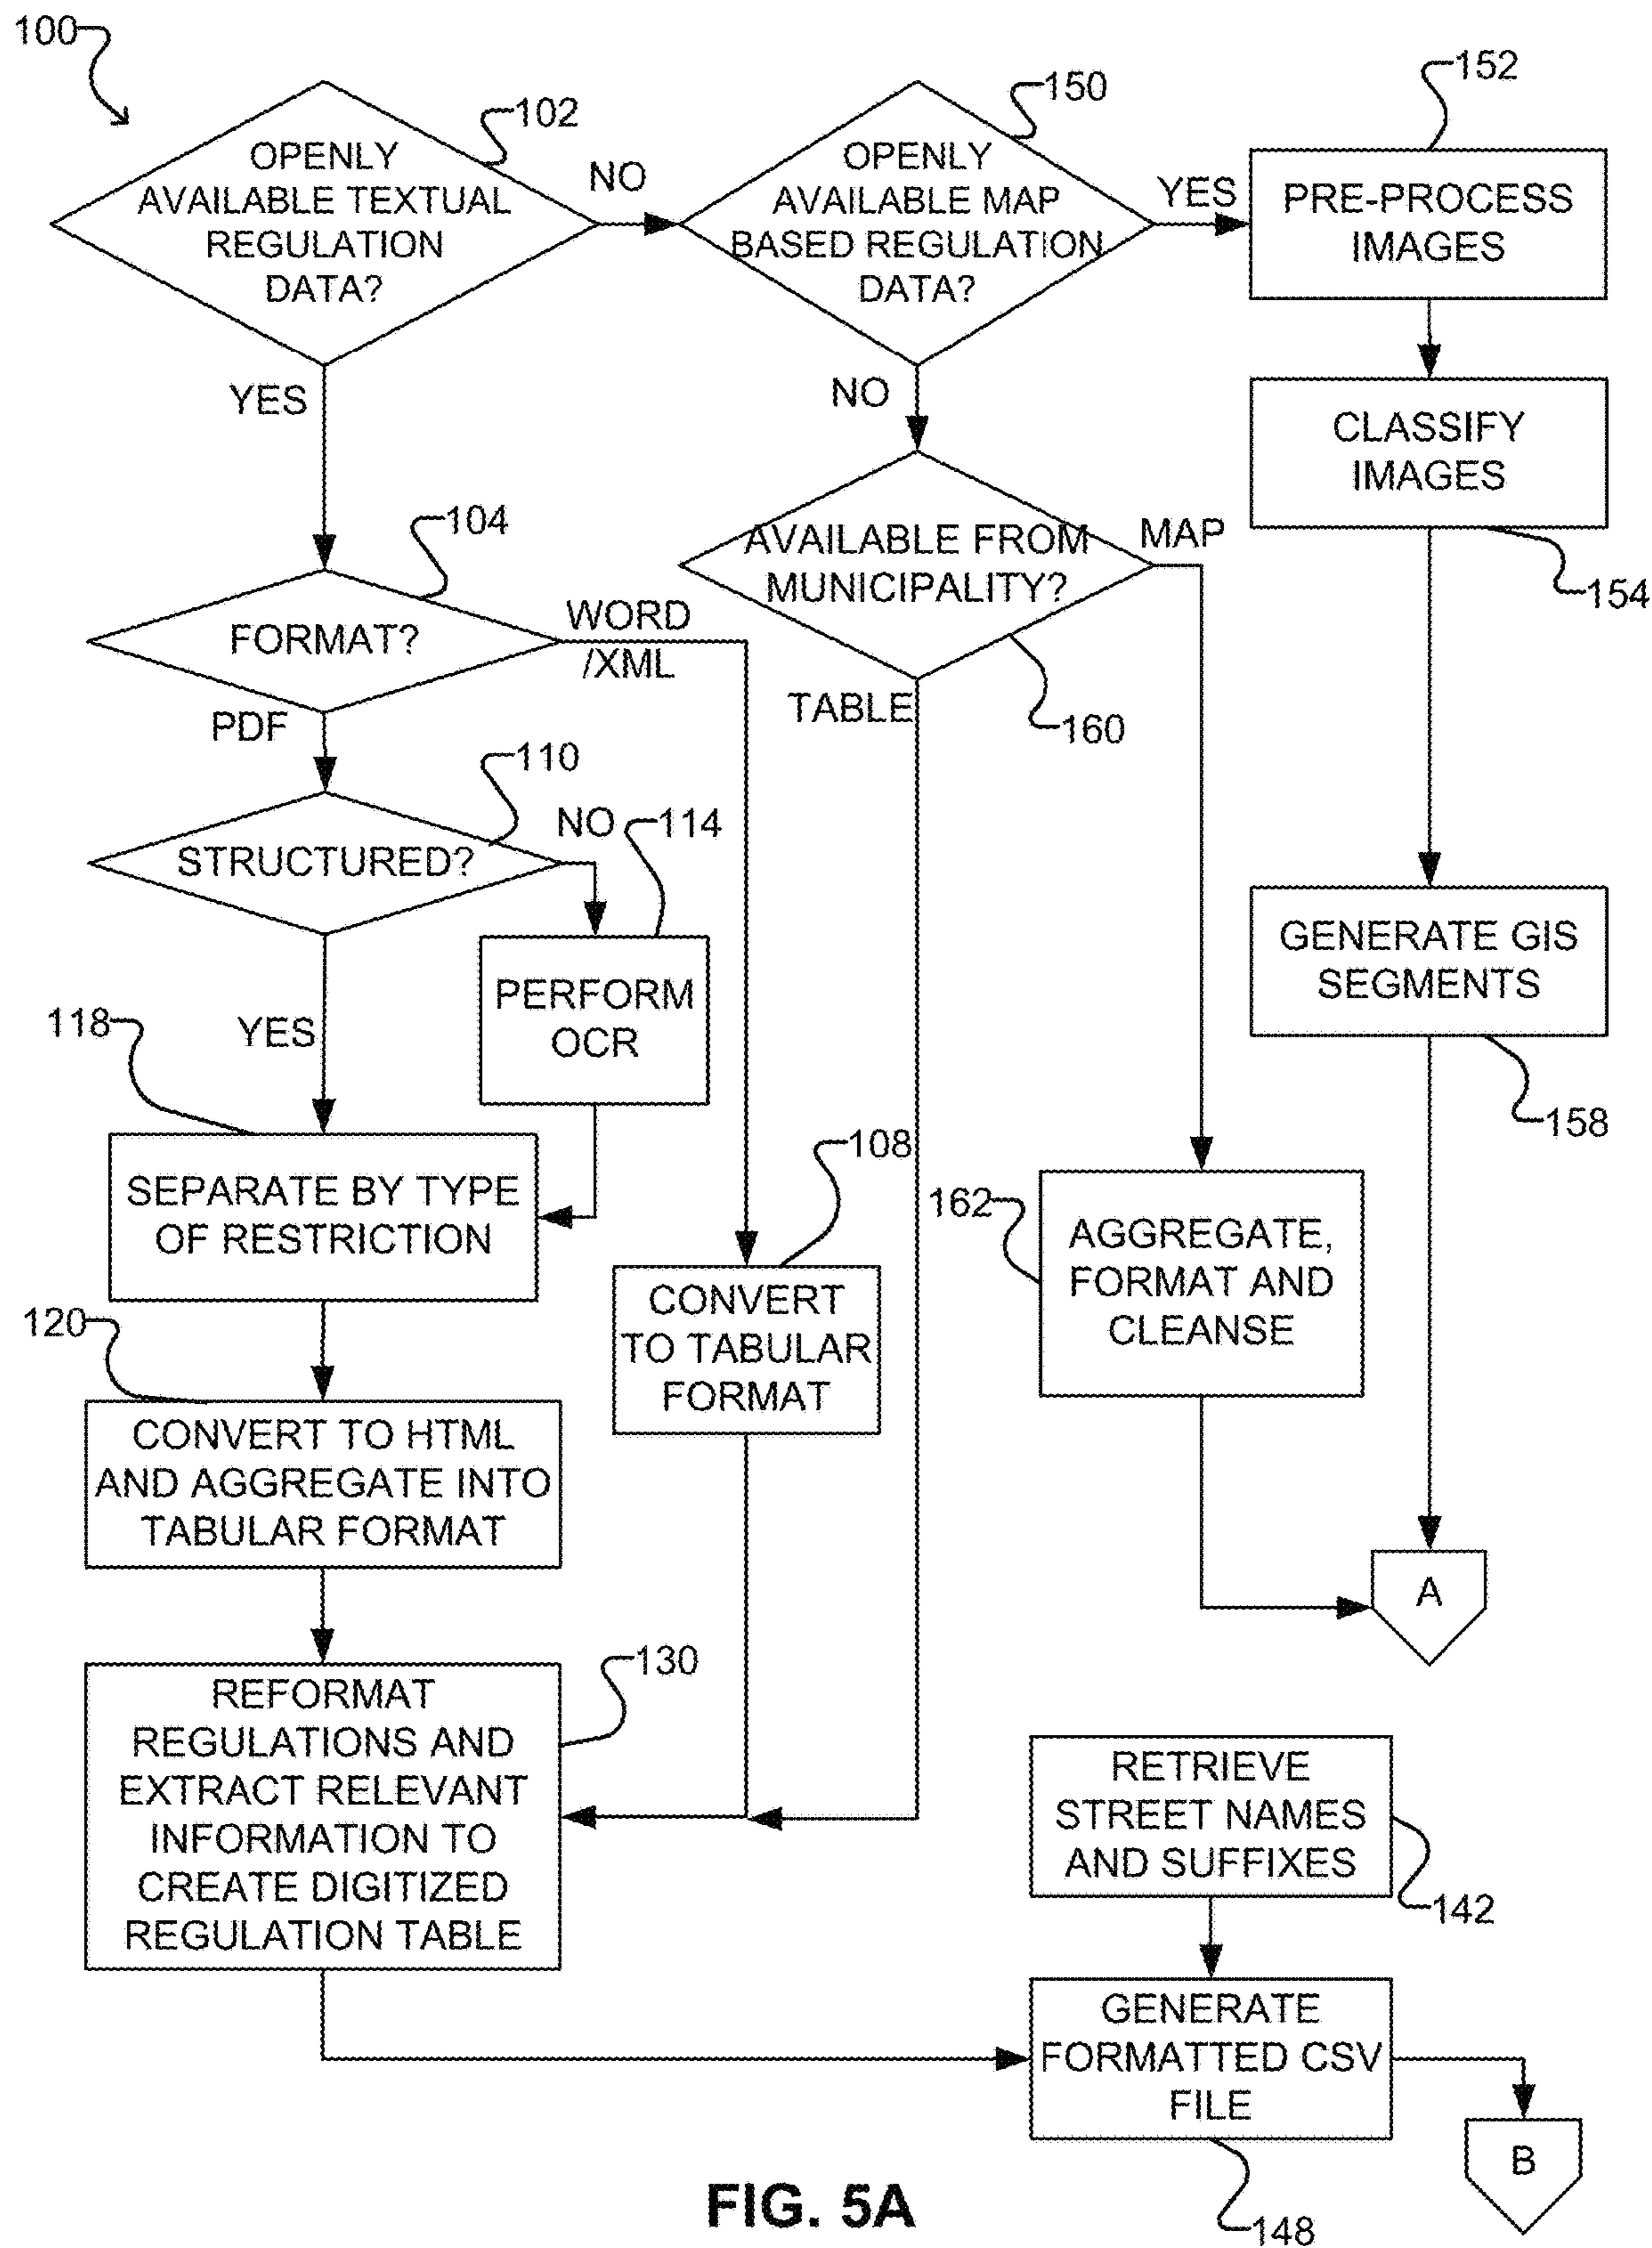 100
102
OPENLY
AVAILABLE TEXTUAL
REGULATION
DATA?
NO
YES
150
OPENLY
AVAILABLE MAP
BASED REGULATION
DATA?
YES
NO
152
PRE-PROCESS
IMAGES
CLASSIFY
IMAGES
154
104
FORMAT?
WORD
/XML
PDF
AVAILABLE FROM
MUNICIPALITY?
MAP
TABLE
160
110
STRUCTURED?
NO
114
YES
PERFORM
OCR
GENERATE GIS
SEGMENTS
158
118
SEPARATE BY TYPE
OF RESTRICTION
108
CONVERT
TO TABULAR
FORMAT
162
AGGREGATE,
FORMAT AND
CLEANSE
120
CONVERT TO HTML
AND AGGREGATE INTO
TABULAR FORMAT
A
130
REFORMAT
REGULATIONS AND
EXTRACT RELEVANT
INFORMATION TO
CREATE DIGITIZED
REGULATION TABLE
RETRIEVE
STREET NAMES
AND SUFFIXES
142
GENERATE
FORMATTED CSV
FILE
148
B
FIG. 5A